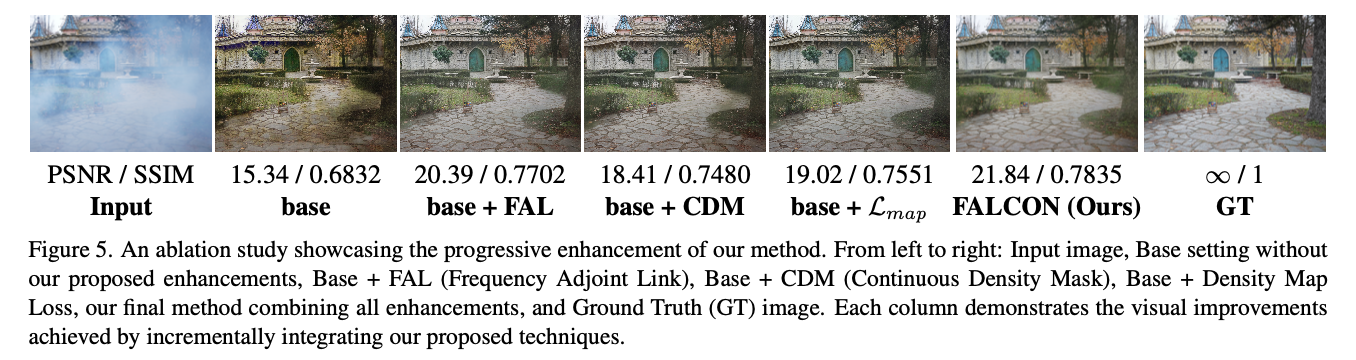 PSNR / SSIM 15.34 / 0.6832 20.39 / 0.7702 18.41 / 0.7480 19.02 / 0.7551 21.84 / 0.7835 ∞ / 1
Input base base + FAL base + CDM base + ℒmap FALCON (Ours) GT
Figure 5. An ablation study showcasing the progressive enhancement of our method. From left to right: Input image, Base setting without
our proposed enhancements, Base + FAL (Frequency Adjoint Link), Base + CDM (Continuous Density Mask), Base + Density Map
Loss, our final method combining all enhancements, and Ground Truth (GT) image. Each column demonstrates the visual improvements
achieved by incrementally integrating our proposed techniques.